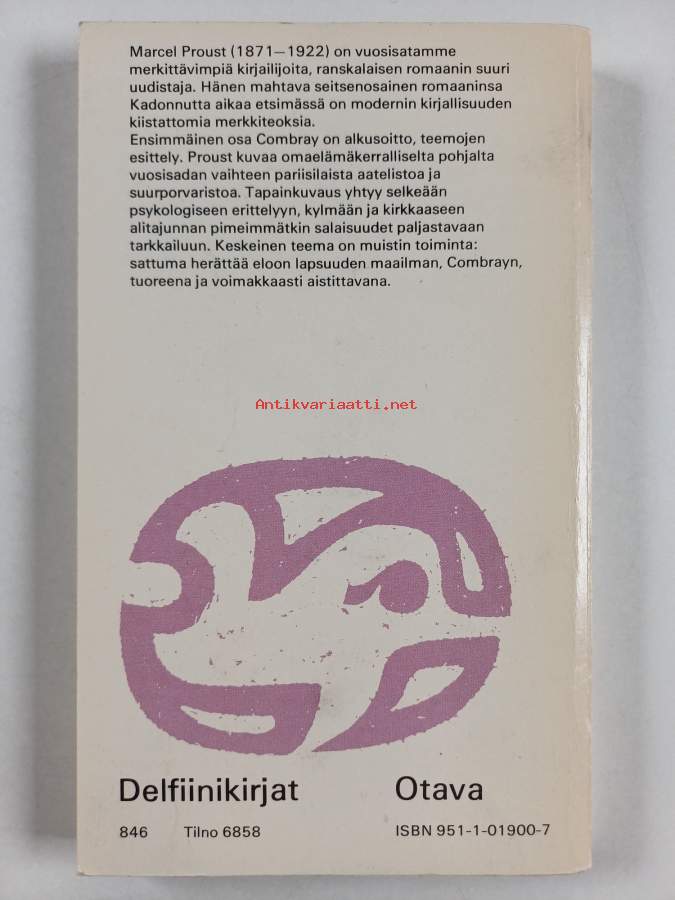 Marcel Proust (1871—1922) on vuosisatamme
merkittävimpiä kirjailijoita, ranskalaisen romaanin suuri
uudistaja. Hänen mahtava seitsenosainen romaaninsa
Kadonnutta aikaa etsimässä on modernin kirjallisuuden
kiistattomia merkkiteoksia.
Ensimmäinen osa Combray on alkusoitto, teemojen
esittely. Proust kuvaa omaelämäkerralliselta pohjalta
vuosisadan vaihteen pariisilaista aatelistoa ja
suurporvaristoa. Tapainkuvaus yhtyy selkeään
psykologiseen erittelyyn, kylmään ja kirkkaaseen
alitajunnan pimeimmätkin salaisuudet paljastavaan
tarkkailuun. Keskeinen teema on muistin toiminta:
sattuma herättää eloon lapsuuden maailman, Combrayn,
tuoreena ja voimakkaasti aistittavana.
Antikvariaatti.net
Delfiinikirjat Otava
846 Tilno 6858 ISBN 951-1-01900-7